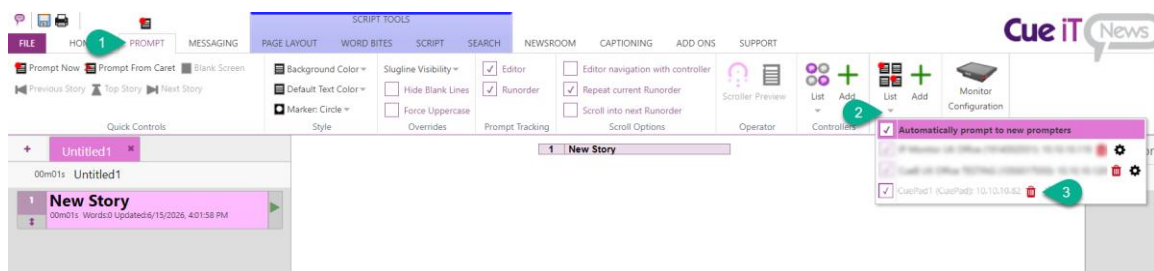 SCRIPT TOOLS
Cue iT News
FILE HO 1 PROMPT MESSAGING PAGE LAYOUT WORD BITES SCRIPT SEARCH NEWSROOM CAPTIONING ADD ONS SUPPORT
Prompt Now Prompt From Caret Blank Screen
Previous Story Top Story Next Story
Quick Controls
Background Color
Default Text Color
Marker: Circle
Style
Slugline Visibility
Hide Blank Lines
Force Uppercase
Overrides
Editor
Runorder
Prompt Tracking
Editor navigation with controller
Repeat current Runorder
Scroll into next Runorder
Scroll Options
Scroller Preview
Operator
List Add
Controllers
2
List Add
Monitor
Configuration
Automatically prompt to new prompters
CuePad1 (CuePad): 10.10.16.82
3
+ Untitled1 ×
00m01s Untitled1
1 New Story
00m01s Words:0 Updated:6/15/2026, 4:01:58 PM
1 New Story